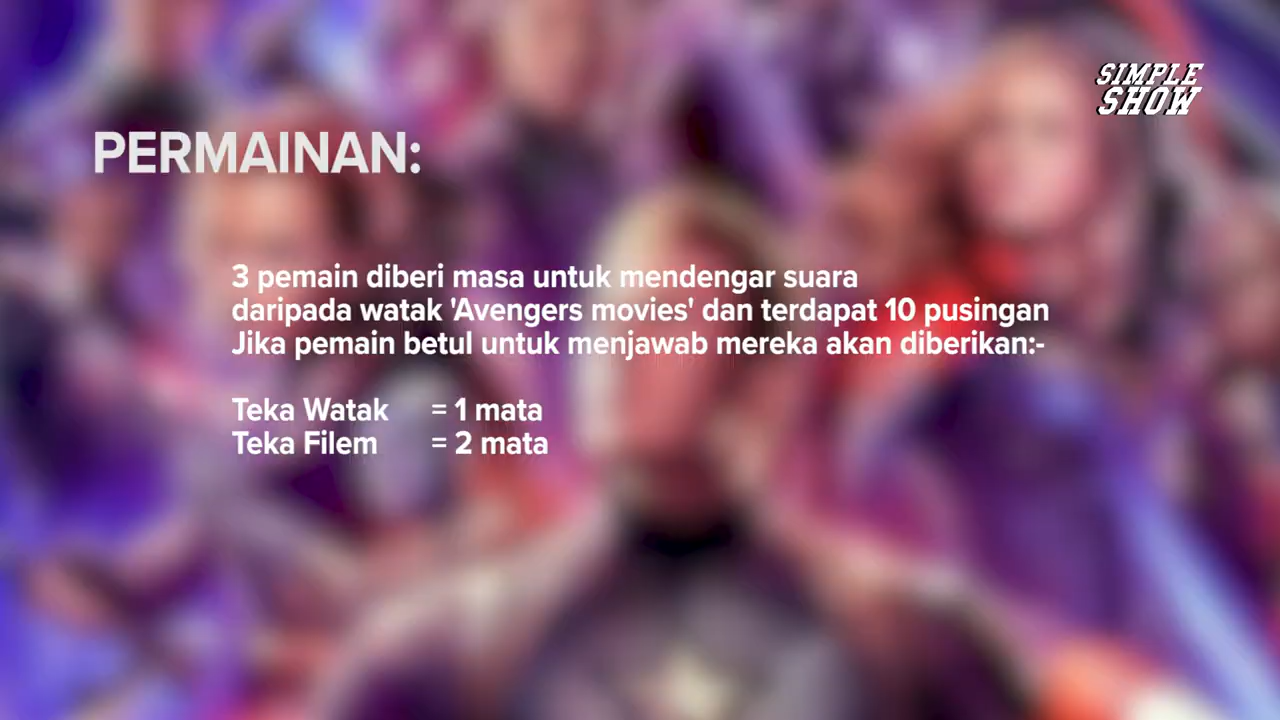 SIMPLE
SHOW
PERMAINAN:
3 pemain diberi masa untuk mendengar suara
daripada watak 'Avengers movies' dan terdapat 10 pusingan
Jika pemain betul untuk menjawab mereka akan diberikan:-
Teka Watak = 1 mata
Teka Filem = 2 mata